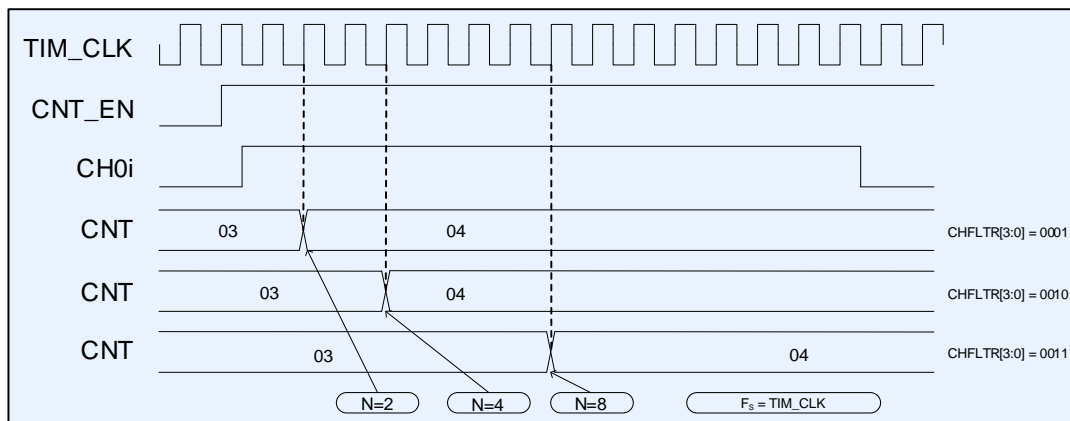 TIM_CLK
CNT_EN
CH0i
CNT 03 04 CHFLTR[3:0] = 0001
CNT 03 04 CHFLTR[3:0] = 0010
CNT 03 04 CHFLTR[3:0] = 0011
N=2 N=4 N=8 FS = TIM_CLK